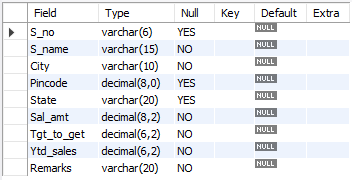 Field Type Null Key Default Extra
S_no varchar(6) YES NULL
S_name varchar(15) NO NULL
City varchar(10) NO NULL
Pincode decimal(8,0) YES NULL
State varchar(20) YES NULL
Sal_amt decimal(8,2) NO NULL
Tgt_to_get decimal(6,2) NO NULL
Ytd_sales decimal(6,2) NO NULL
Remarks varchar(20) NO NULL